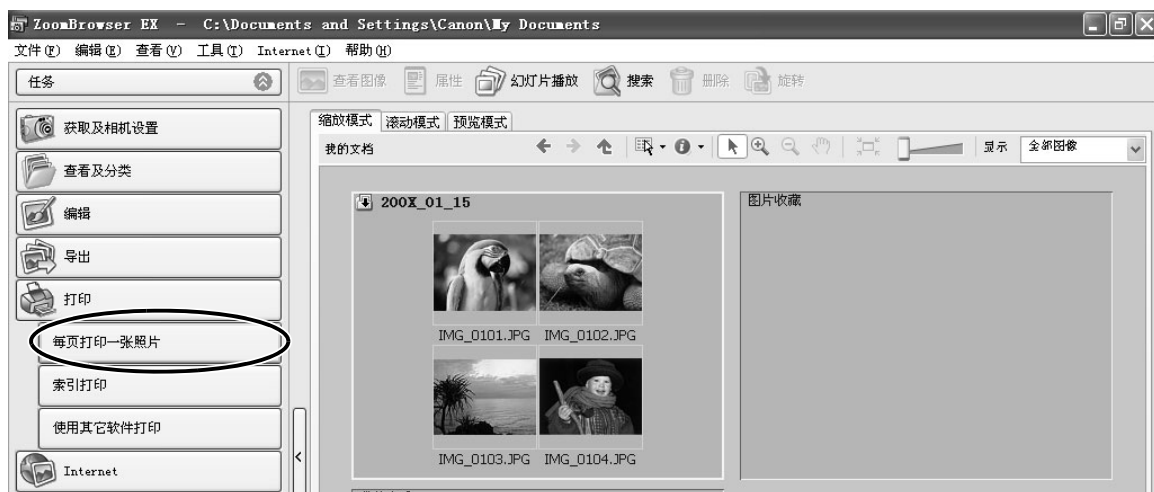 ZoomBrowser EX - C:\Documents and Settings\Canon\My Documents
文件(F) 编辑(E) 查看(V) 工具(T) Internet(I) 帮助(H)
任务
查看图像 属性 幻灯片播放 搜索 删除 旋转
获取及相机设置
查看及分类
编辑
导出
打印
每页打印一张照片
索引打印
使用其它软件打印
Internet
缩放模式 滚动模式 预览模式
我的文档
显示 全部图像
200X_01_15
IMG_0101.JPG IMG_0102.JPG
IMG_0103.JPG IMG_0104.JPG
图片收藏